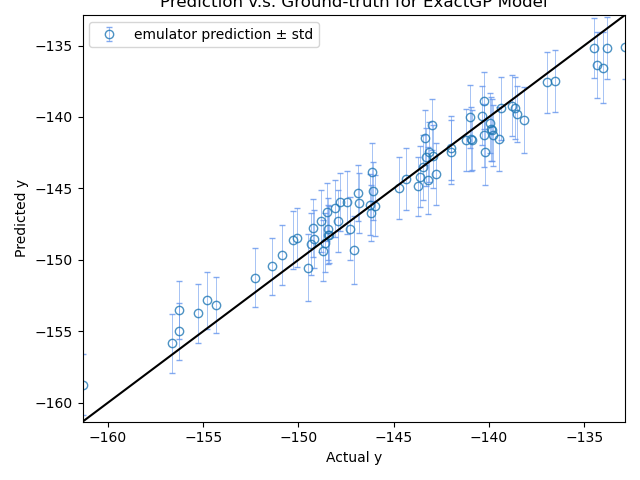 Prediction v.s. Ground-truth for ExactGP Model
emulator prediction ± std
Predicted y
−135
−140
−145
−150
−155
−160
−160 −155 −150 −145 −140 −135
Actual y